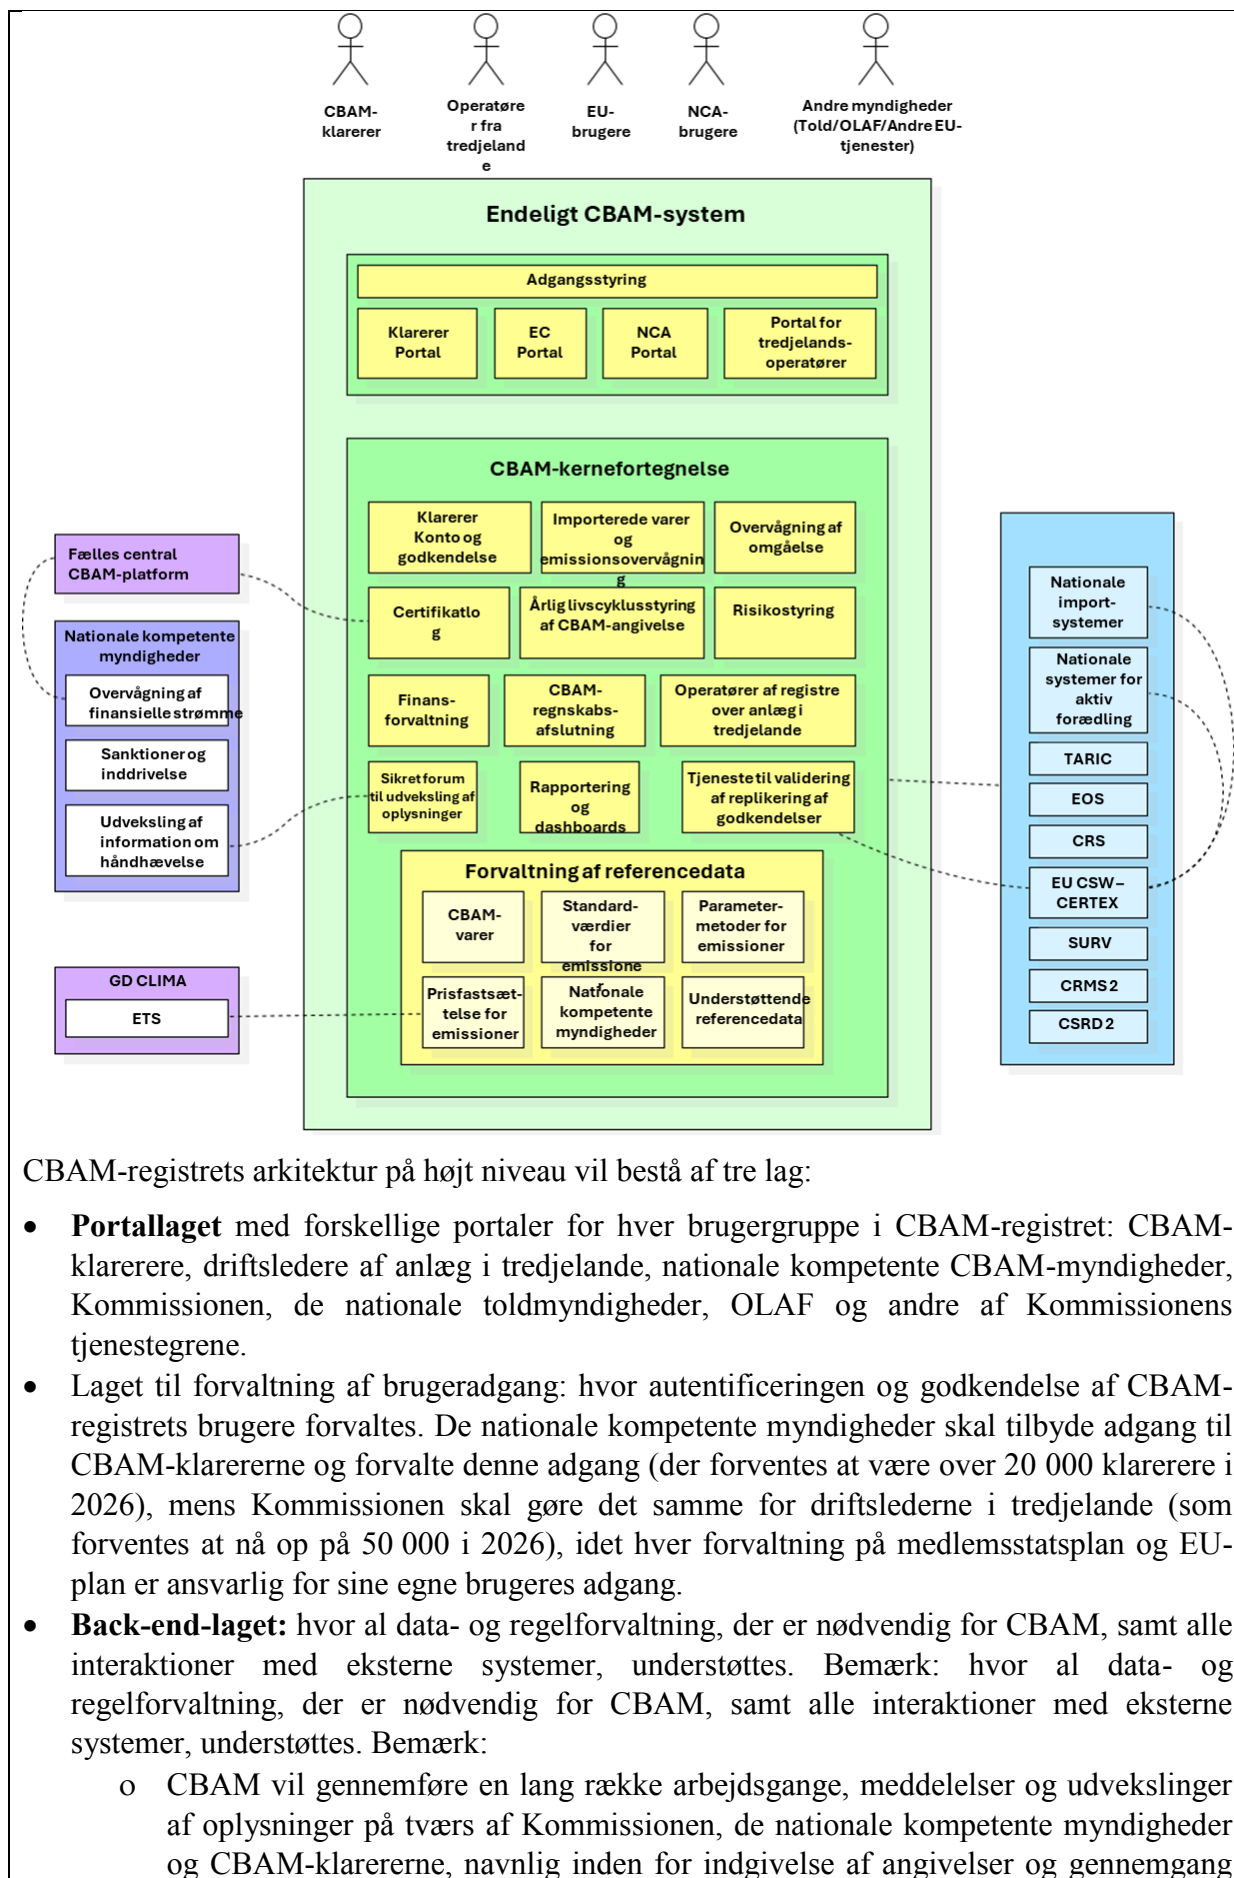 CBAM-
klarerer
Operatøre
r fra
tredjeland
e
EU-
brugere
NCA-
brugere
Andre myndigheder
(Told/OLAF/Andre EU-
tjenester)
Endeligt CBAM-system
Adgangsstyring
Klarerer
Portal
EC
Portal
NCA
Portal
Portal for
tredjelands-
operatører
CBAM-kernefortegnelse
Klarerer
Konto og
godkendelse
Importerede varer
og
emissionsovervågnin
g
Overvågning af
omgåelse
Certifikatlo
g
Årlig livscyklusstyring
af CBAM-angivelse
Risikostyring
Finans-
forvaltning
CBAM-
regnskabs-
afslutning
Operatører af registre
over anlæg i
tredjelande
Sikret forum
til udveksling af
oplysninger
Rapportering
og
dashboards
Tjeneste til validering
af replikering af
godkendelser
Forvaltning af referencedata
CBAM-
varer
Standard-
værdier
for
emissione
r
Parameter-
metoder for
emissioner
Prisfastsæt-
telse for
emissioner
Nationale
kompetente
myndigheder
Understøttende
referencedata
Fælles central
CBAM-platform
Nationale kompetente
myndigheder
Overvågning af
finansielle strømme
Sanktioner og
inddrivelse
Udveksling af
information om
håndhævelse
GD CLIMA
ETS
Nationale
import-
systemer
Nationale
systemer for
aktiv
forædling
TARIC
EOS
CRS
EU CSW –
CERTEX
SURV
CRMS 2
CSRD 2
CBAM-registrets arkitektur på højt niveau vil bestå af tre lag:
• Portallaget med forskellige portaler for hver brugergruppe i CBAM-registret: CBAM-
klarerere, driftsledere af anlæg i tredjelande, nationale kompetente CBAM-myndigheder,
Kommissionen, de nationale toldmyndigheder, OLAF og andre af Kommissionens
tjenestegrene.
• Laget til forvaltning af brugeradgang: hvor autentificeringen og godkendelse af CBAM-
registrets brugere forvaltes. De nationale kompetente myndigheder skal tilbyde adgang til
CBAM-klarererne og forvalte denne adgang (der forventes at være over 20 000 klarerere i
2026), mens Kommissionen skal gøre det samme for driftslederne i tredjelande (som
forventes at nå op på 50 000 i 2026), idet hver forvaltning på medlemsstatsplan og EU-
plan er ansvarlig for sine egne brugeres adgang.
• Back-end-laget: hvor al data- og regelforvaltning, der er nødvendig for CBAM, samt alle
interaktioner med eksterne systemer, understøttes. Bemærk: hvor al data- og
regelforvaltning, der er nødvendig for CBAM, samt alle interaktioner med eksterne
systemer, understøttes. Bemærk:
o CBAM vil gennemføre en lang række arbejdsgange, meddelelser og udvekslinger
af oplysninger på tværs af Kommissionen, de nationale kompetente myndigheder
og CBAM-klarererne, navnlig inden for indgivelse af angivelser og gennemgang